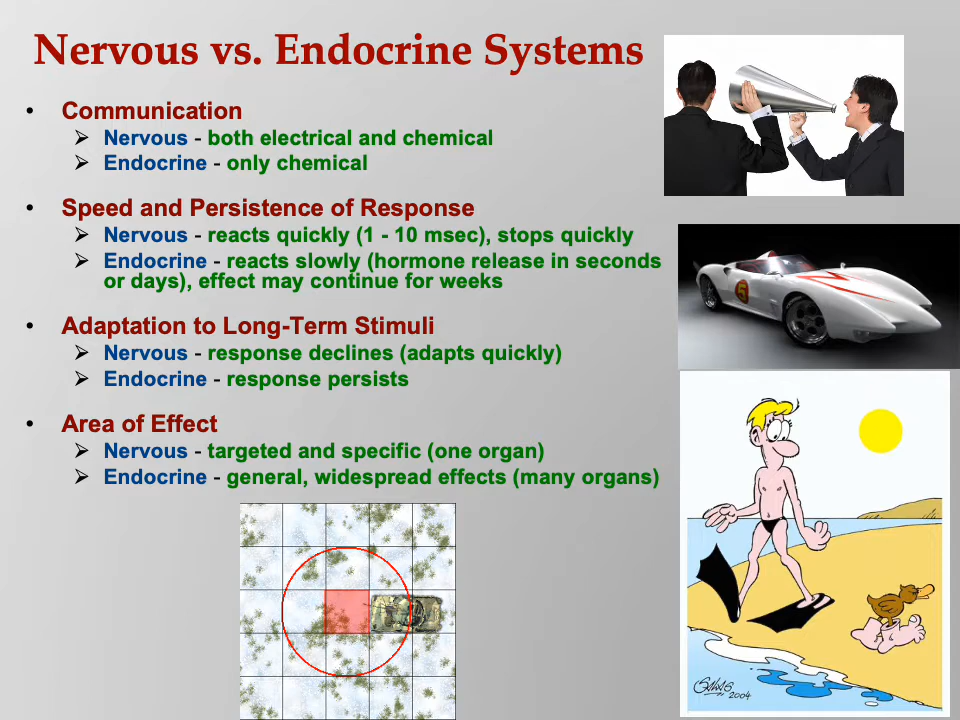 Nervous vs. Endocrine Systems
• Communication
➢ Nervous - both electrical and chemical
➢ Endocrine - only chemical
• Speed and Persistence of Response
➢ Nervous - reacts quickly (1 - 10 msec), stops quickly
➢ Endocrine - reacts slowly (hormone release in seconds
or days), effect may continue for weeks
• Adaptation to Long-Term Stimuli
➢ Nervous - response declines (adapts quickly)
➢ Endocrine - response persists
• Area of Effect
➢ Nervous - targeted and specific (one organ)
➢ Endocrine - general, widespread effects (many organs)
5
2004